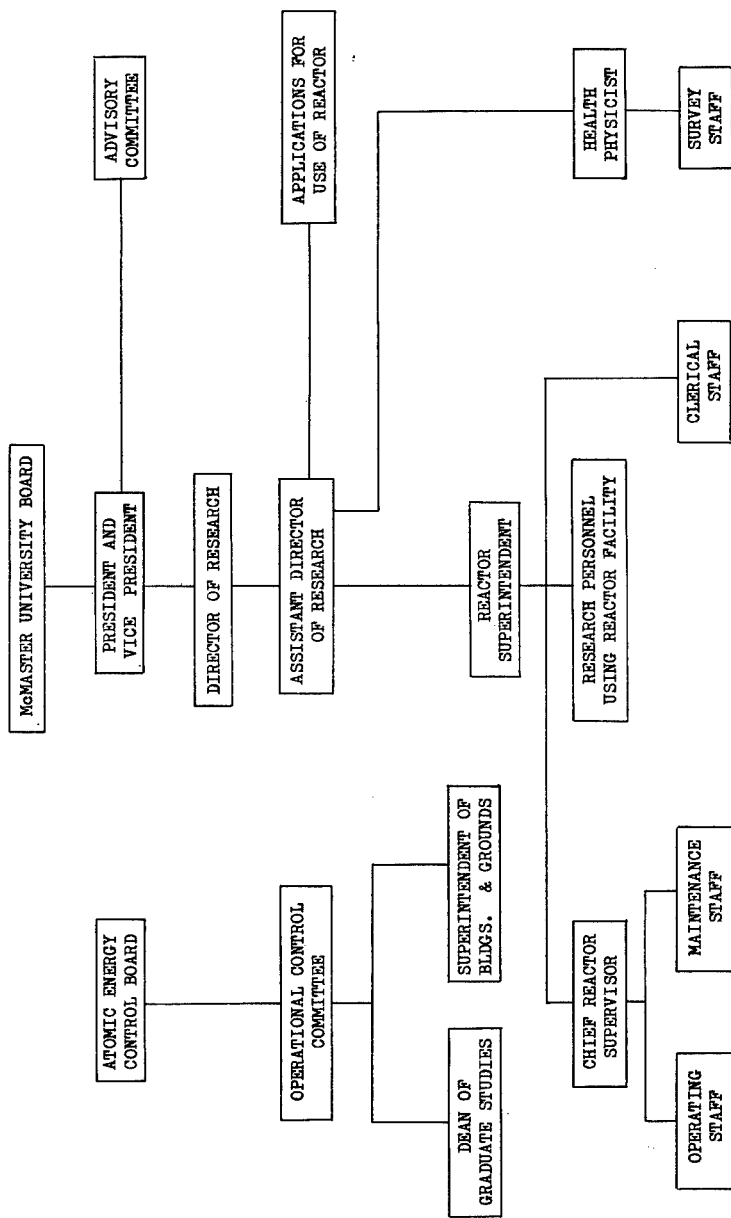 McMASTER UNIVERSITY BOARD
ATOMIC ENERGY
CONTROL BOARD
PRESIDENT AND
VICE PRESIDENT
ADVISORY
COMMITTEE
DIRECTOR OF RESEARCH
OPERATIONAL CONTROL
COMMITTEE
ASSISTANT DIRECTOR
OF RESEARCH
APPLICATIONS FOR
USE OF REACTOR
DEAN OF
GRADUATE STUDIES
SUPERINTENDENT OF
BLDGS. & GROUNDS
REACTOR
SUPERINTENDENT
CHIEF REACTOR
SUPERVISOR
RESEARCH PERSONNEL
USING REACTOR FACILITY
HEALTH
PHYSICIST
OPERATING
STAFF
MAINTENANCE
STAFF
CLERICAL
STAFF
SURVEY
STAFF